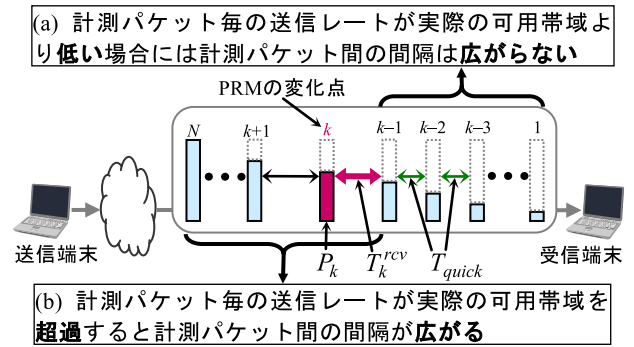 (a) 計測パケット毎の送信レートが実際の可用帯域よ
り低い場合には計測パケット間の間隔は広がらない
PRMの変化点
N k+1 k k−1 k−2 k−3 1
送信端末 受信端末
P_k T_k^{rcv} T_{quick}
(b) 計測パケット毎の送信レートが実際の可用帯域を
超過すると計測パケット間の間隔が広がる